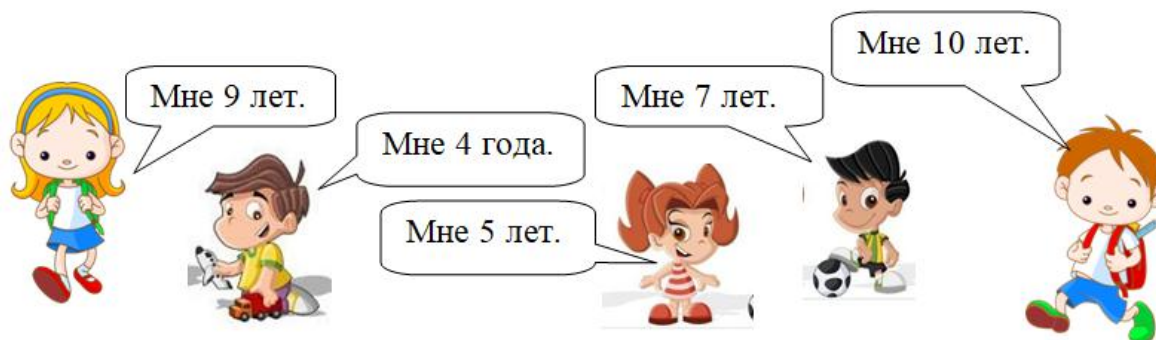 Мне 9 лет.
Мне 4 года.
Мне 5 лет.
Мне 7 лет.
Мне 10 лет.